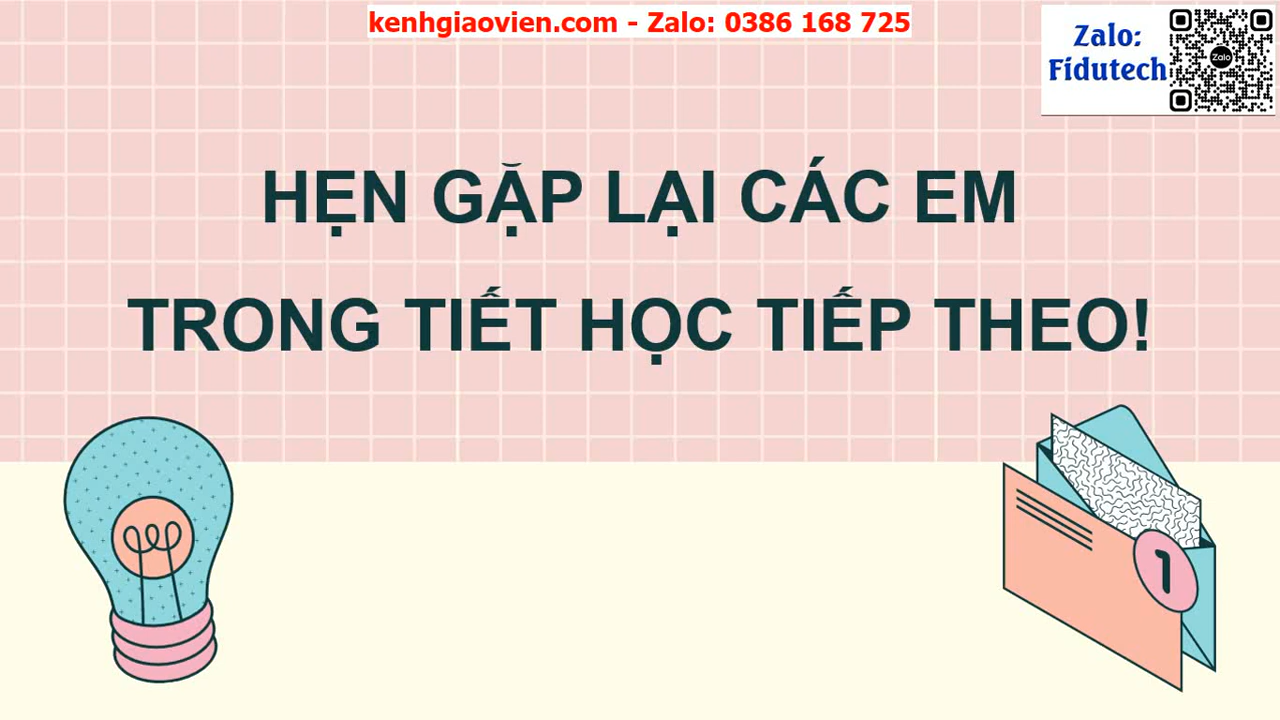 kenhgiaovien.com - Zalo: 0386 168 725
Zalo:
Fidutech
Zalo
HẸN GẶP LẠI CÁC EM
TRONG TIẾT HỌC TIẾP THEO!
1